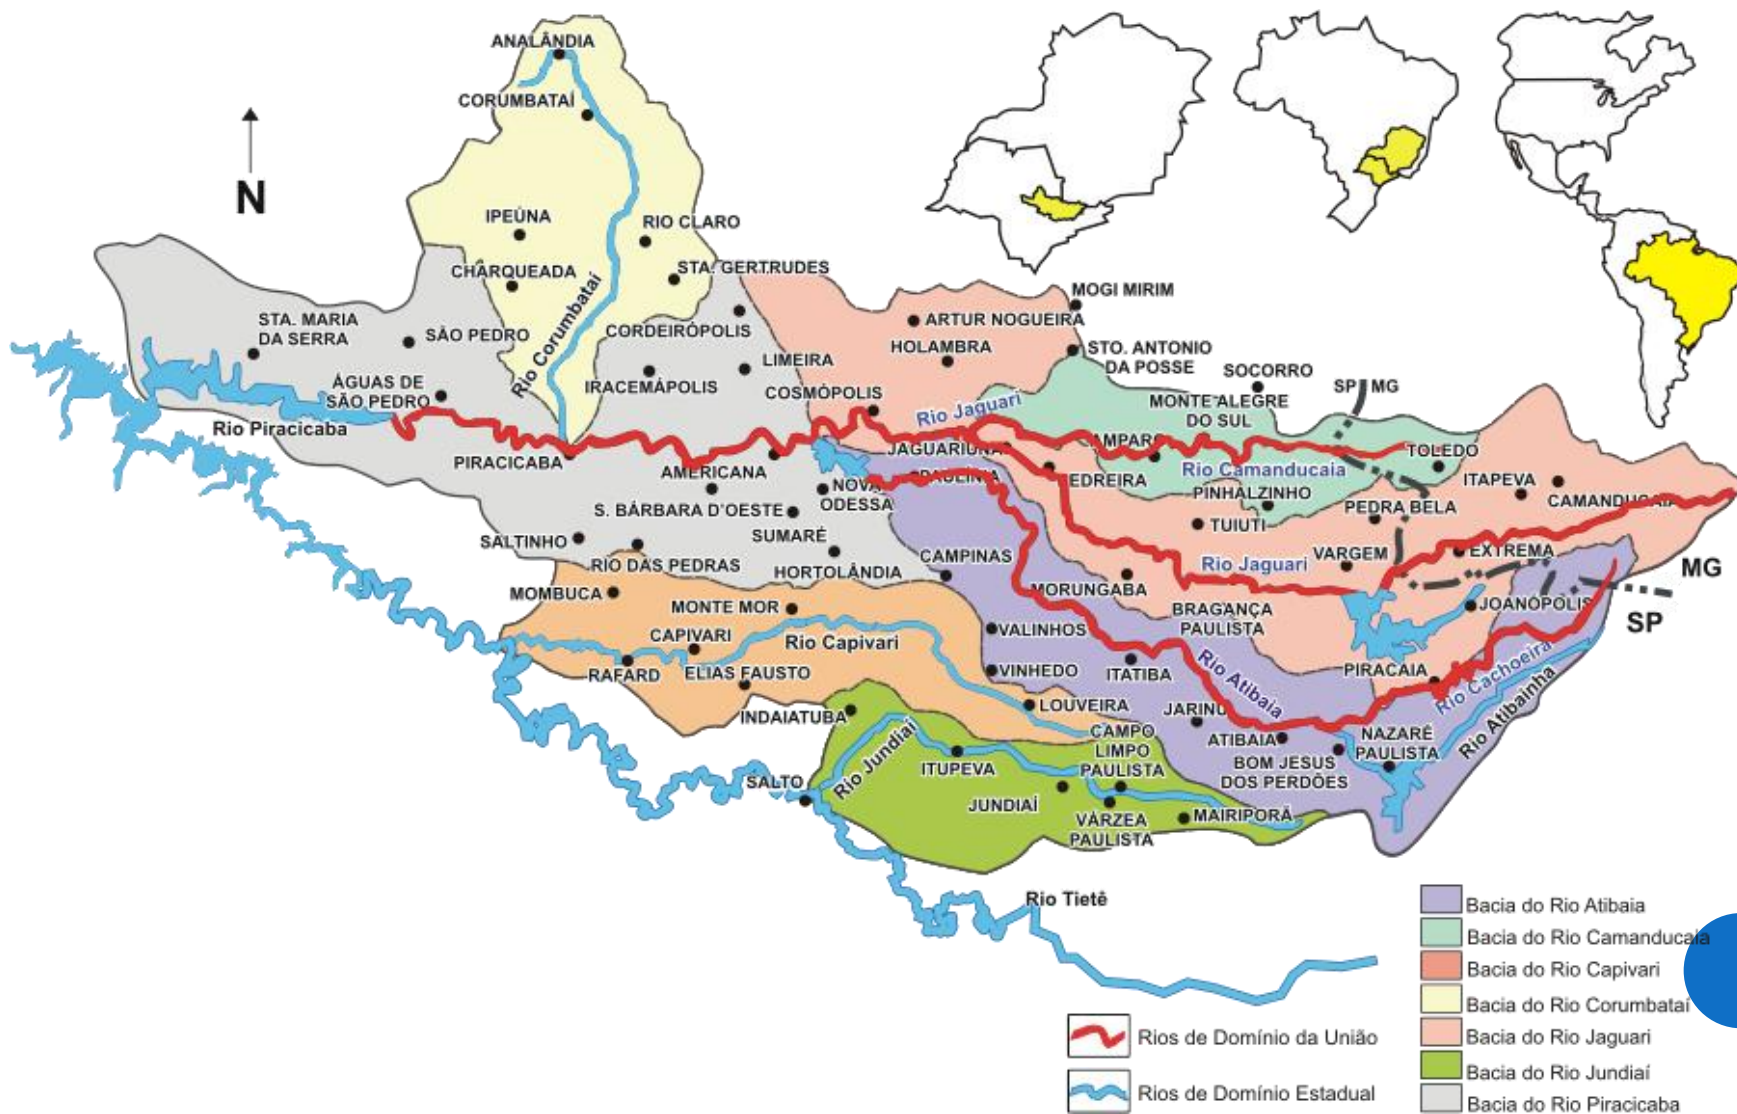 ANALÂNDIA
CORUMBATAÍ
N
IPEÚNA
RIO CLARO
CHARQUEADA
STA. GERTRUDES
Rio Corumbataí
MOGI MIRIM
STA. MARIA
DA SERRA
SÃO PEDRO
CORDEIRÓPOLIS
ARTUR NOGUEIRA
HOLAMBRA
STO. ANTONIO
DA POSSE
LIMEIRA
IRACEMÁPOLIS
COSMÓPOLIS
SOCORRO
SP
MG
ÁGUAS DE
SÃO PEDRO
Rio Jaguari
MONTE ALEGRE
DO SUL
Rio Piracicaba
PIRACICABA
AMERICANA
JAGUARIUNA
AMPARO
TOLEDO
PAULINIA
EDREIRA
Rio Camanducaia
NOVA
ODESSA
PINHALZINHO
ITAPEVA
CAMANDUCAIA
S. BÁRBARA D'OESTE
TUIUTI
PEDRA BELA
SALTINHO
SUMARÉ
CAMPINAS
VARGEM
EXTREMA
RIO DAS PEDRAS
HORTOLÂNDIA
Rio Jaguari
MG
MOMBUCA
MONTE MOR
MORUNGABA
BRAGANÇA
PAULISTA
JOANÓPOLIS
SP
CAPIVARI
Rio Capivari
VALINHOS
RAFARD
ELIAS FAUSTO
VINHEDO
ITATIBA
Rio Atibaia
PIRACAIA
Rio Cachoeira
Rio Atibainha
INDAIATUBA
LOUVEIRA
JARINU
CAMPO
LIMPO
PAULISTA
ATIBAIA
NAZARÉ
PAULISTA
Rio Jundiaí
ITUPEVA
BOM JESUS
DOS PERDÕES
SALTO
JUNDIAÍ
VÁRZEA
PAULISTA
MAIRIPORÃ
Rio Tietê
Bacia do Rio Atibaia
Bacia do Rio Camanducaia
Bacia do Rio Capivari
Bacia do Rio Corumbataí
Bacia do Rio Jaguari
Bacia do Rio Jundiaí
Bacia do Rio Piracicaba
Rios de Domínio da União
Rios de Domínio Estadual